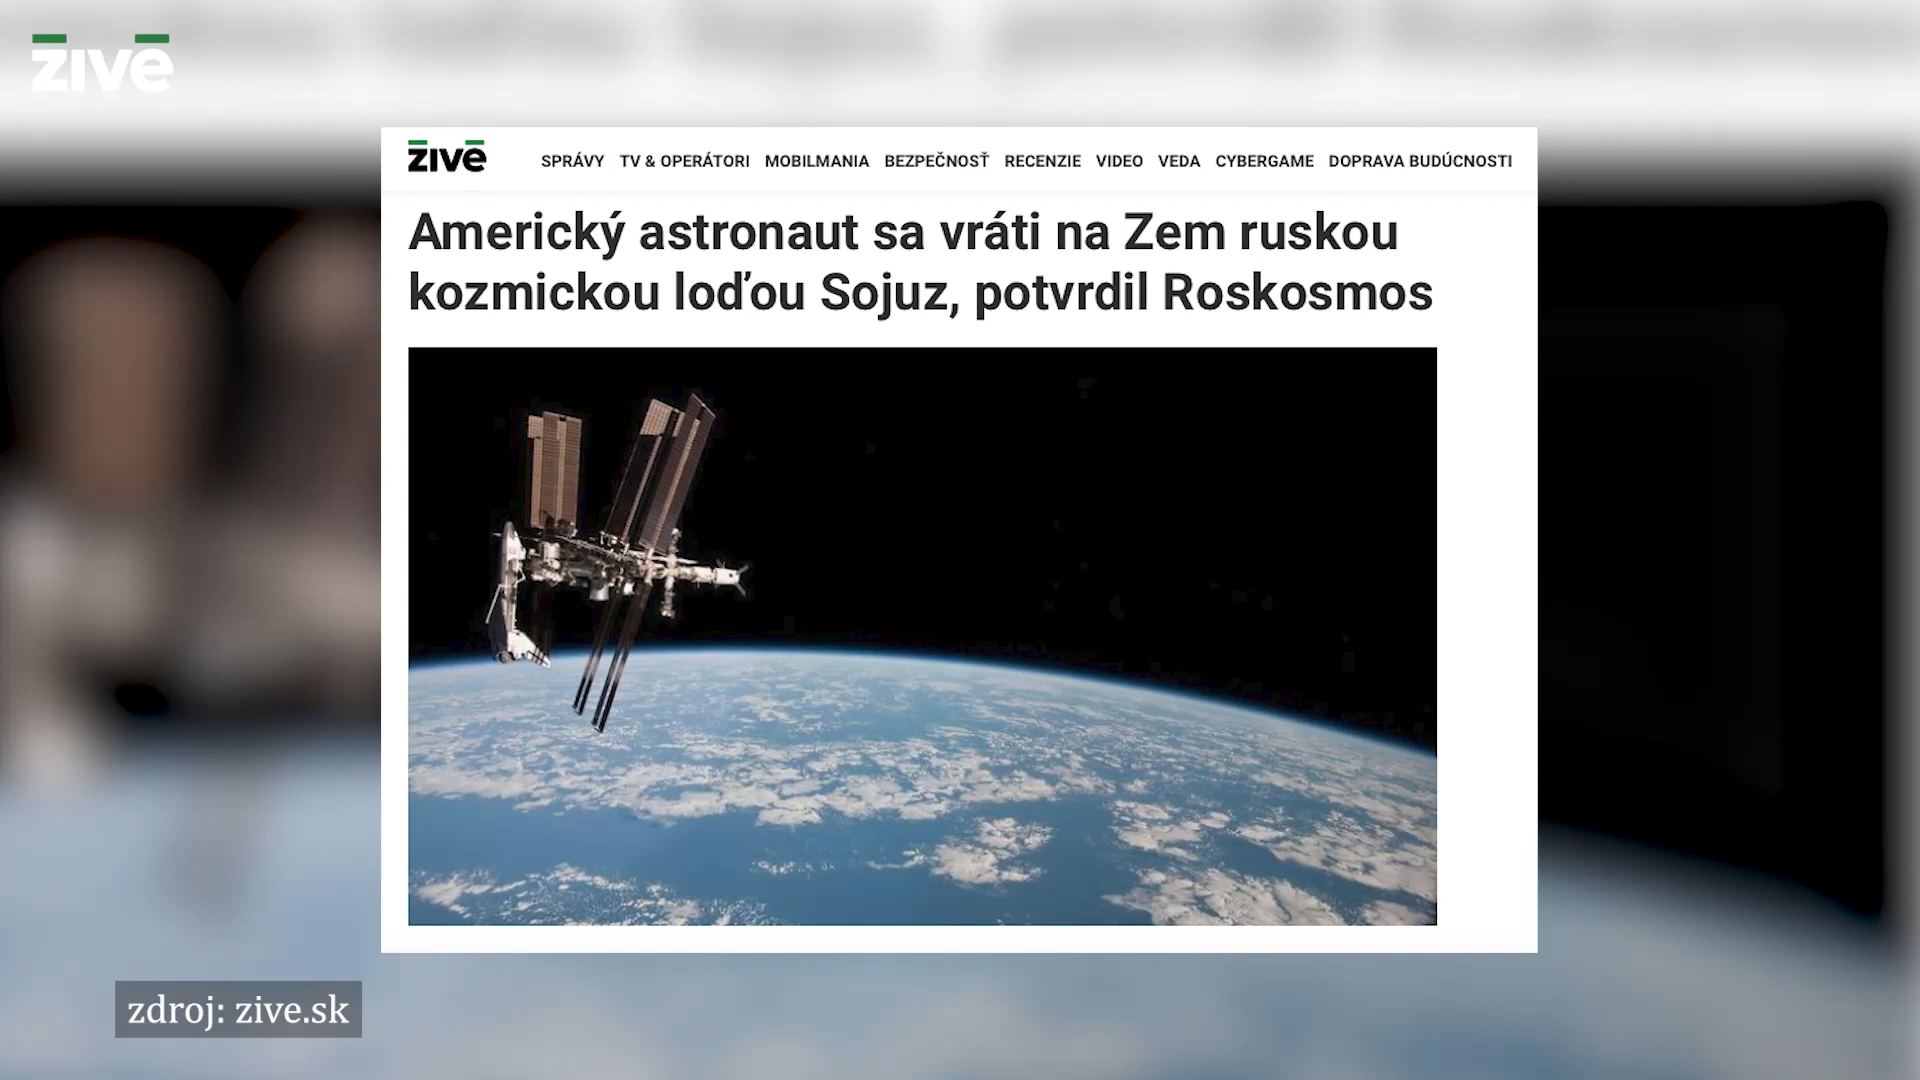 živé
živé
SPRÁVY TV & OPERÁTORI MOBILMANIA BEZPEČNOSŤ RECENZIE VIDEO VEDA CYBERGAME DOPRAVA BUDÚCNOSTI
Americký astronaut sa vráti na Zem ruskou
kozmickou loďou Sojuz, potvrdil Roskosmos
zdroj: zive.sk